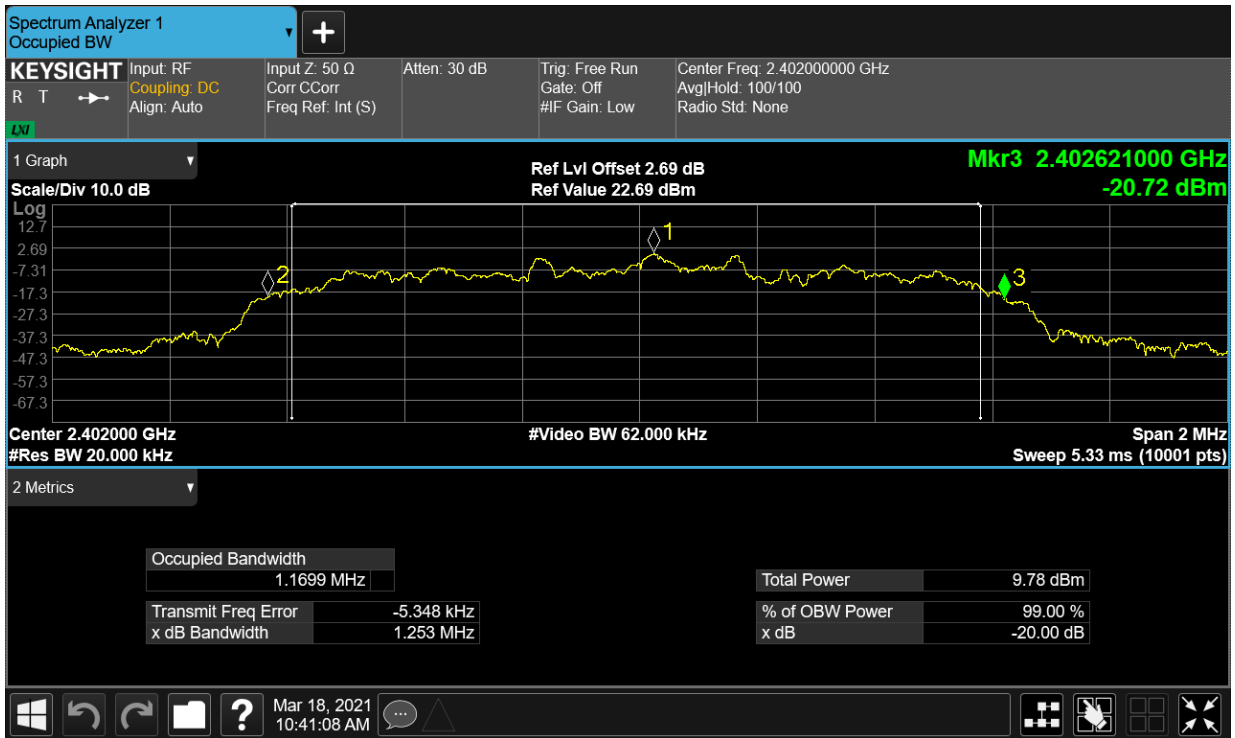 Spectrum Analyzer 1
Occupied BW
▼
+
KEYSIGHT
R T
LXI
Input: RF
Coupling: DC
Align: Auto
Input Z: 50 Ω
Corr CCorr
Freq Ref: Int (S)
Atten: 30 dB
Trig: Free Run
Gate: Off
#IF Gain: Low
Center Freq: 2.402000000 GHz
Avg|Hold: 100/100
Radio Std: None
1 Graph ▼
Scale/Div 10.0 dB
Ref Lvl Offset 2.69 dB
Ref Value 22.69 dBm
Mkr3 2.402621000 GHz
-20.72 dBm
Log
12.7
2.69
-7.31
-17.3
-27.3
-37.3
-47.3
-57.3
-67.3
1
2
3
Center 2.402000 GHz
#Res BW 20.000 kHz
#Video BW 62.000 kHz
Span 2 MHz
Sweep 5.33 ms (10001 pts)
2 Metrics ▼
Occupied Bandwidth
1.1699 MHz
Transmit Freq Error -5.348 kHz
x dB Bandwidth 1.253 MHz
Total Power 9.78 dBm
% of OBW Power 99.00 %
x dB -20.00 dB
?
Mar 18, 2021
10:41:08 AM